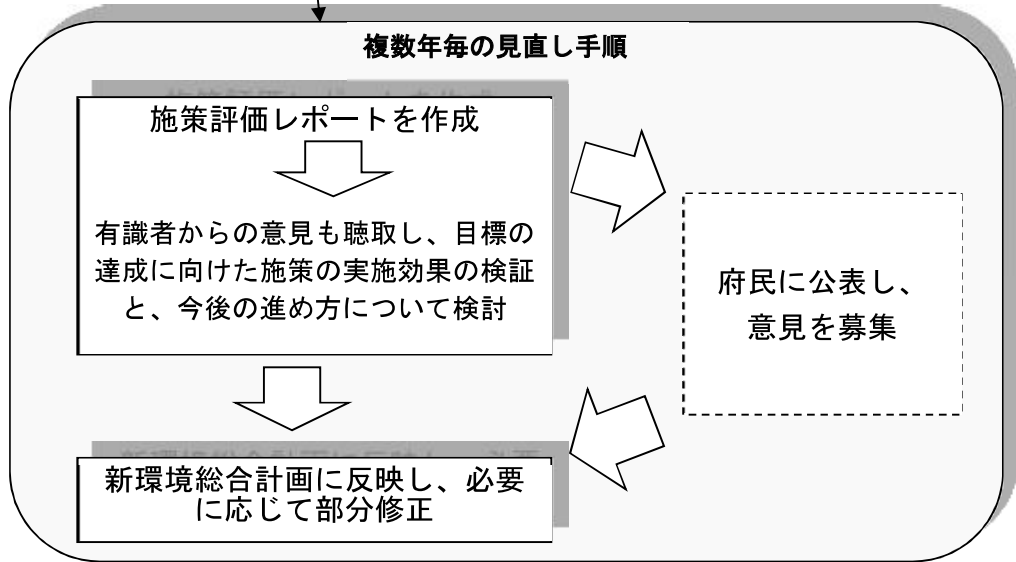 複数年毎の見直し手順
施策評価レポートを作成
有識者からの意見も聴取し、目標の
達成に向けた施策の実施効果の検証
と、今後の進め方について検討
府民に公表し、
意見を募集
新環境総合計画に反映し、必要
に応じて部分修正